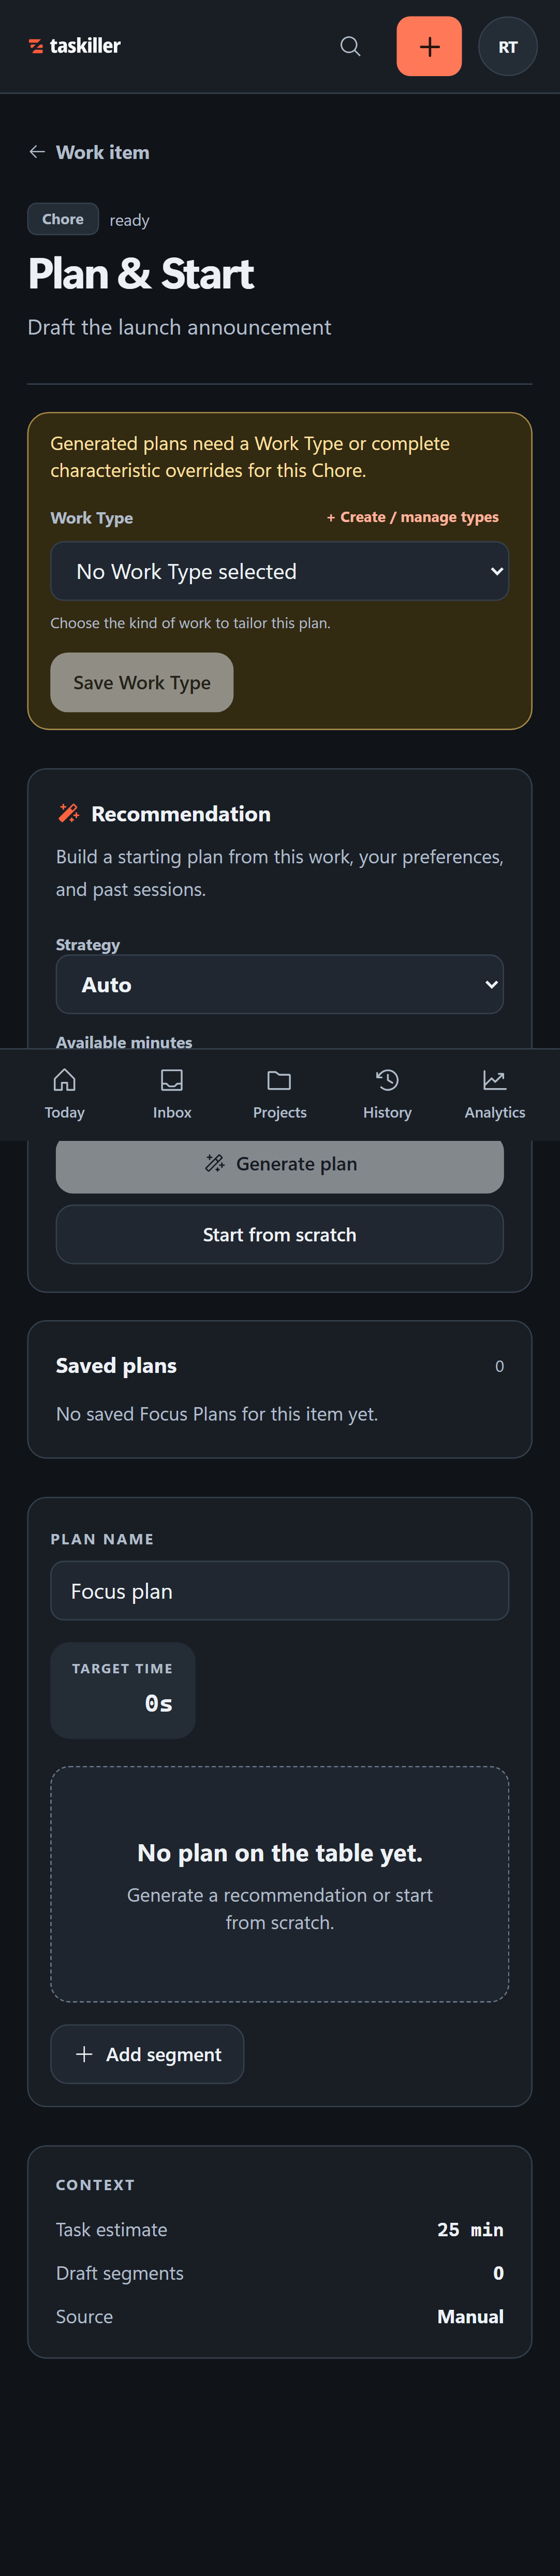 taskiller
RT
Work item
Chore
ready
Plan & Start
Draft the launch announcement
Generated plans need a Work Type or complete
characteristic overrides for this Chore.
Work Type
+ Create / manage types
No Work Type selected
Choose the kind of work to tailor this plan.
Save Work Type
Recommendation
Build a starting plan from this work, your preferences,
and past sessions.
Strategy
Auto
Available minutes
Today
Inbox
Projects
History
Analytics
Generate plan
Start from scratch
Saved plans
0
No saved Focus Plans for this item yet.
PLAN NAME
Focus plan
TARGET TIME
0s
No plan on the table yet.
Generate a recommendation or start
from scratch.
Add segment
CONTEXT
Task estimate
25 min
Draft segments
0
Source
Manual